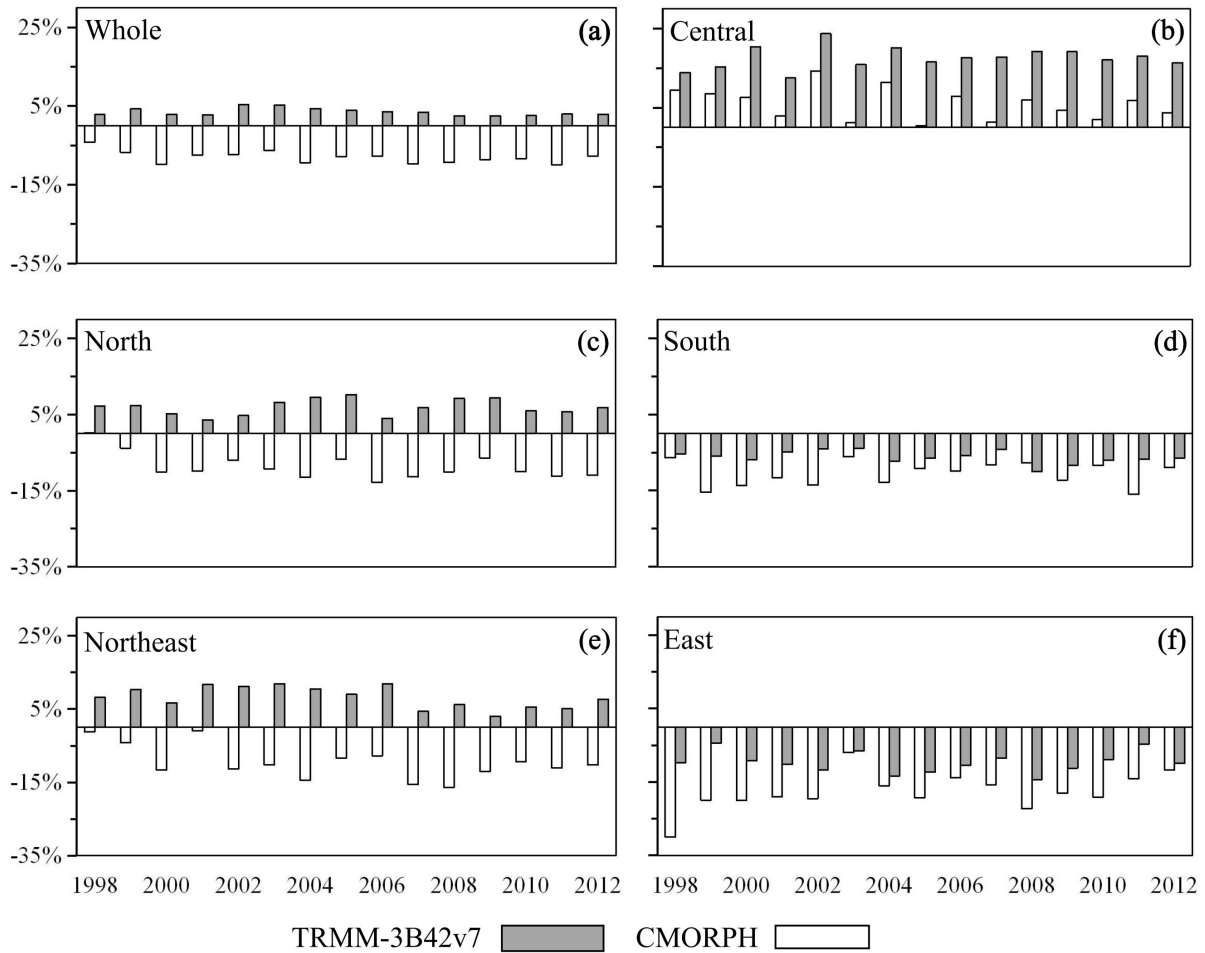 Whole (a)
25%
5%
-15%
-35%
Central (b)
North (c)
25%
5%
-15%
-35%
South (d)
Northeast (e)
25%
5%
-15%
-35%
1998 2000 2002 2004 2006 2008 2010 2012
East (f)
1998 2000 2002 2004 2006 2008 2010 2012
TRMM-3B42v7 CMORPH